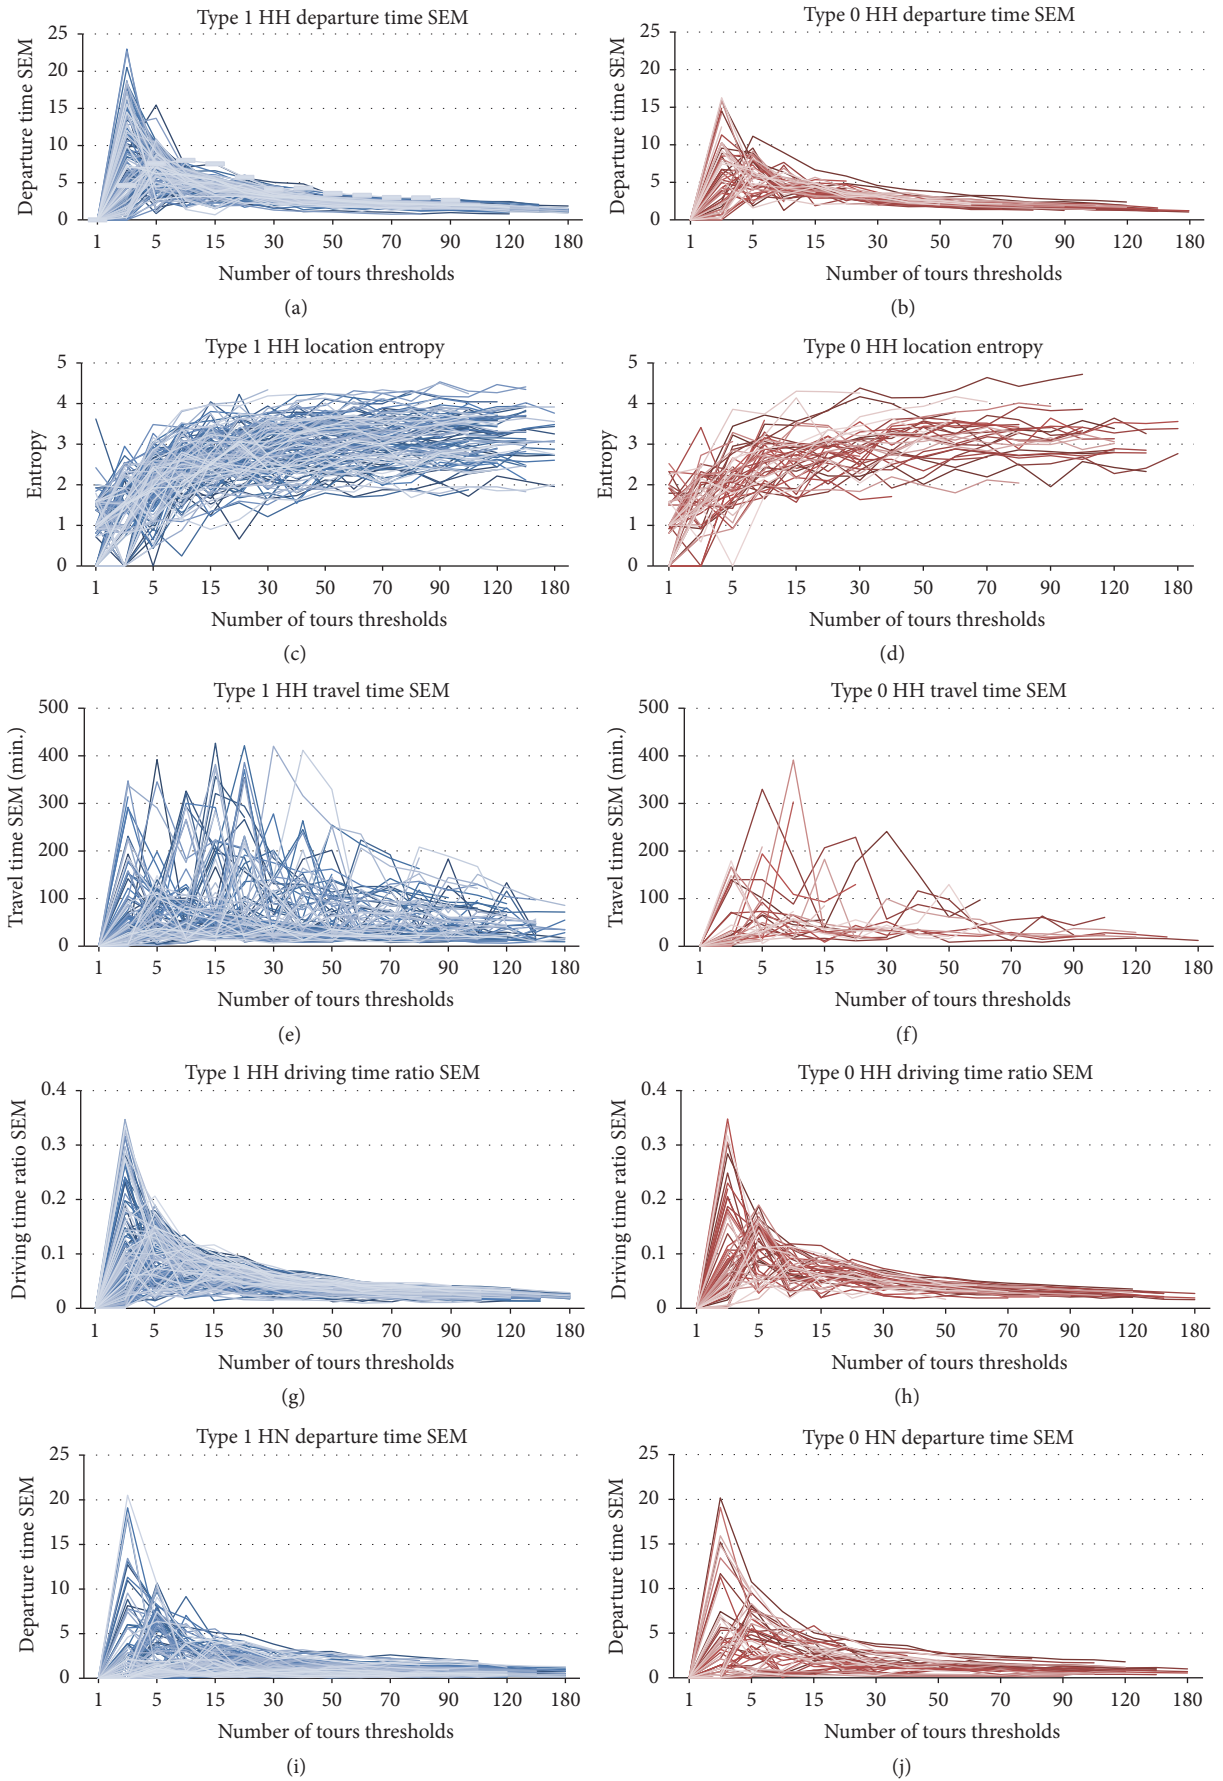 Type 1 HH departure time SEM
Departure time SEM
25
20
15
10
5
0
1 5 15 30 50 70 90 120 180
Number of tours thresholds
(a)
Type 0 HH departure time SEM
Departure time SEM
25
20
15
10
5
0
1 5 15 30 50 70 90 120 180
Number of tours thresholds
(b)
Type 1 HH location entropy
Entropy
5
4
3
2
1
0
1 5 15 30 50 70 90 120 180
Number of tours thresholds
(c)
Type 0 HH location entropy
Entropy
5
4
3
2
1
0
1 5 15 30 50 70 90 120 180
Number of tours thresholds
(d)
Type 1 HH travel time SEM
Travel time SEM (min.)
500
400
300
200
100
0
1 5 15 30 50 70 90 120 180
Number of tours thresholds
(e)
Type 0 HH travel time SEM
Travel time SEM (min.)
500
400
300
200
100
0
1 5 15 30 50 70 90 120 180
Number of tours thresholds
(f)
Type 1 HH driving time ratio SEM
Driving time ratio SEM
0.4
0.3
0.2
0.1
0
1 5 15 30 50 70 90 120 180
Number of tours thresholds
(g)
Type 0 HH driving time ratio SEM
Driving time ratio SEM
0.4
0.3
0.2
0.1
0
1 5 15 30 50 70 90 120 180
Number of tours thresholds
(h)
Type 1 HN departure time SEM
Departure time SEM
25
20
15
10
5
0
1 5 15 30 50 70 90 120 180
Number of tours thresholds
(i)
Type 0 HN departure time SEM
Departure time SEM
25
20
15
10
5
0
1 5 15 30 50 70 90 120 180
Number of tours thresholds
(j)